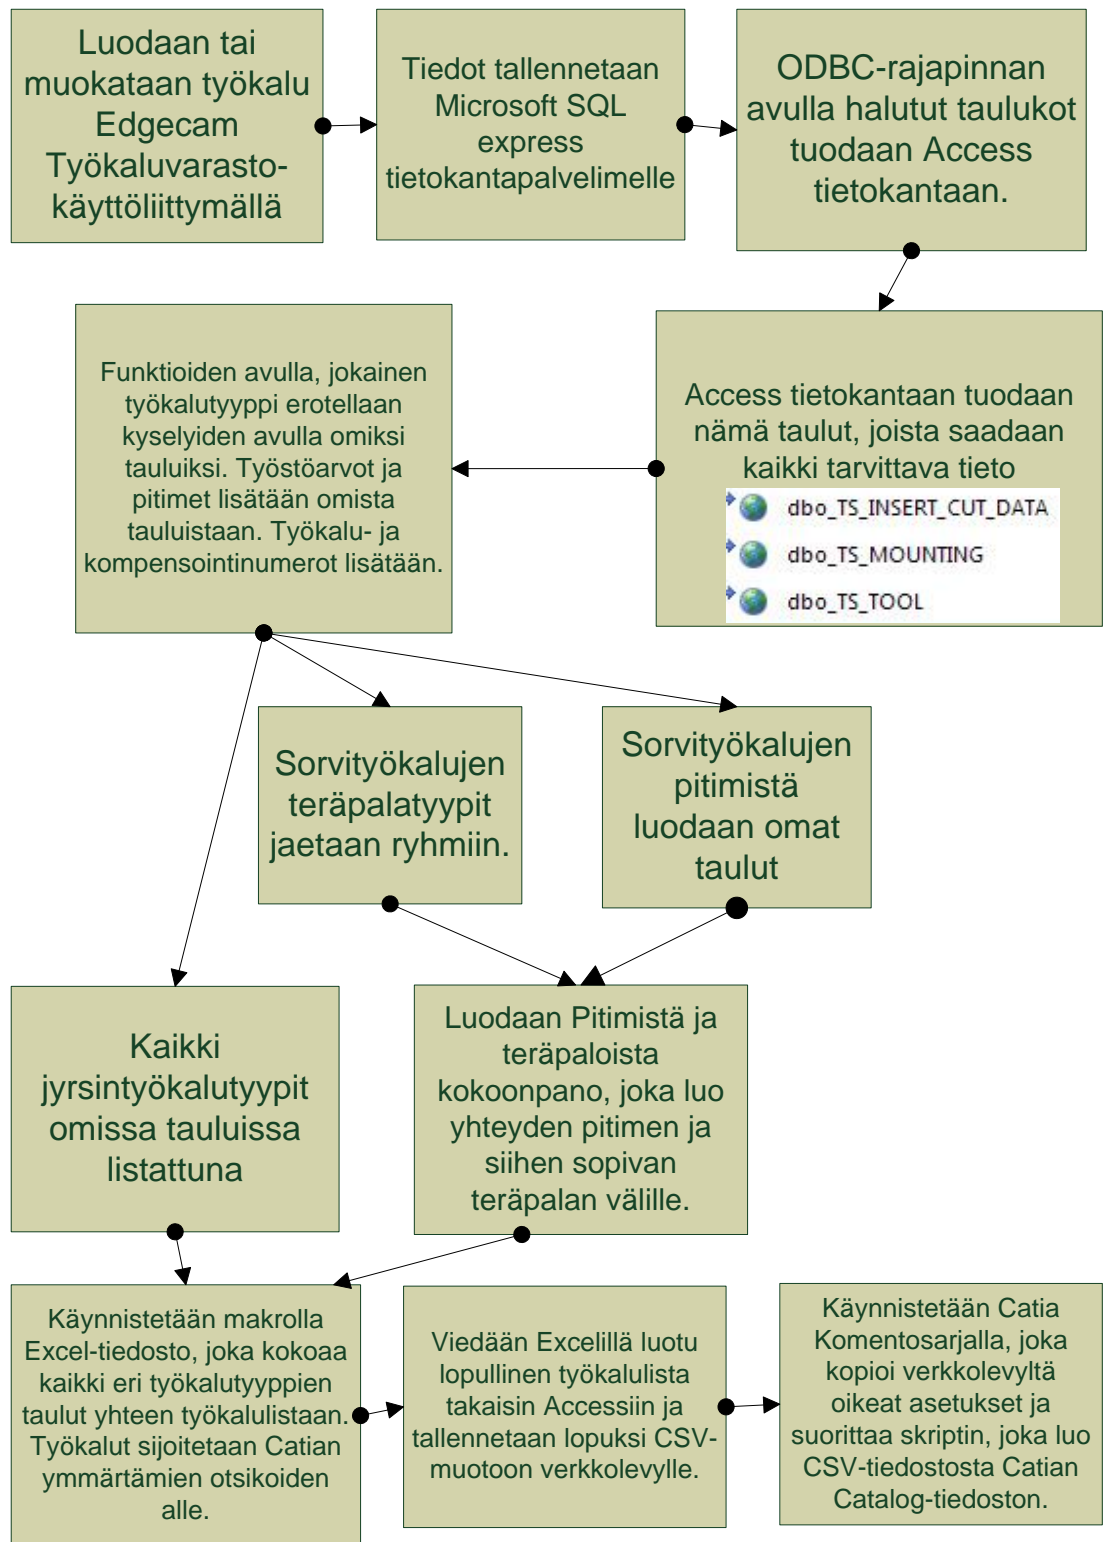 Luodaan tai
muokataan työkalu
Edgecam
Työkaluvarasto-
käyttöliittymällä
Tiedot tallennetaan
Microsoft SQL
express
tietokantapalvelimelle
ODBC-rajapinnan
avulla halutut taulukot
tuodaan Access
tietokantaan.
Access tietokantaan tuodaan
nämä taulut, joista saadaan
kaikki tarvittava tieto
dbo_TS_INSERT_CUT_DATA
dbo_TS_MOUNTING
dbo_TS_TOOL
Funktioiden avulla, jokainen
työkalutyyppi erotellaan
kyselyiden avulla omiksi
tauluiksi. Työstöarvot ja
pitimet lisätään omista
tauluistaan. Työkalu- ja
kompensointinumerot lisätään.
Sorvityökalujen
teräpalatyypit
jaetaan ryhmiin.
Sorvityökalujen
pitimistä
luodaan omat
taulut
Kaikki
jyrsintyökalutyypit
omissa tauluissa
listattuna
Luodaan Pitimistä ja
teräpaloista
kokoonpano, joka luo
yhteyden pitimen ja
siihen sopivan
teräpalan välille.
Käynnistetään makrolla
Excel-tiedosto, joka kokoaa
kaikki eri työkalutyyppien
taulut yhteen työkalulistaan.
Työkalut sijoitetaan Catian
ymmärtämien otsikoiden
alle.
Viedään Excelillä luotu
lopullinen työkalulista
takaisin Accessiin ja
tallennetaan lopuksi CSV-
muotoon verkkolevylle.
Käynnistetään Catia
Komentosarjalla, joka
kopioi verkkolevyltä
oikeat asetukset ja
suorittaa skriptin, joka luo
CSV-tiedostosta Catian
Catalog-tiedoston.